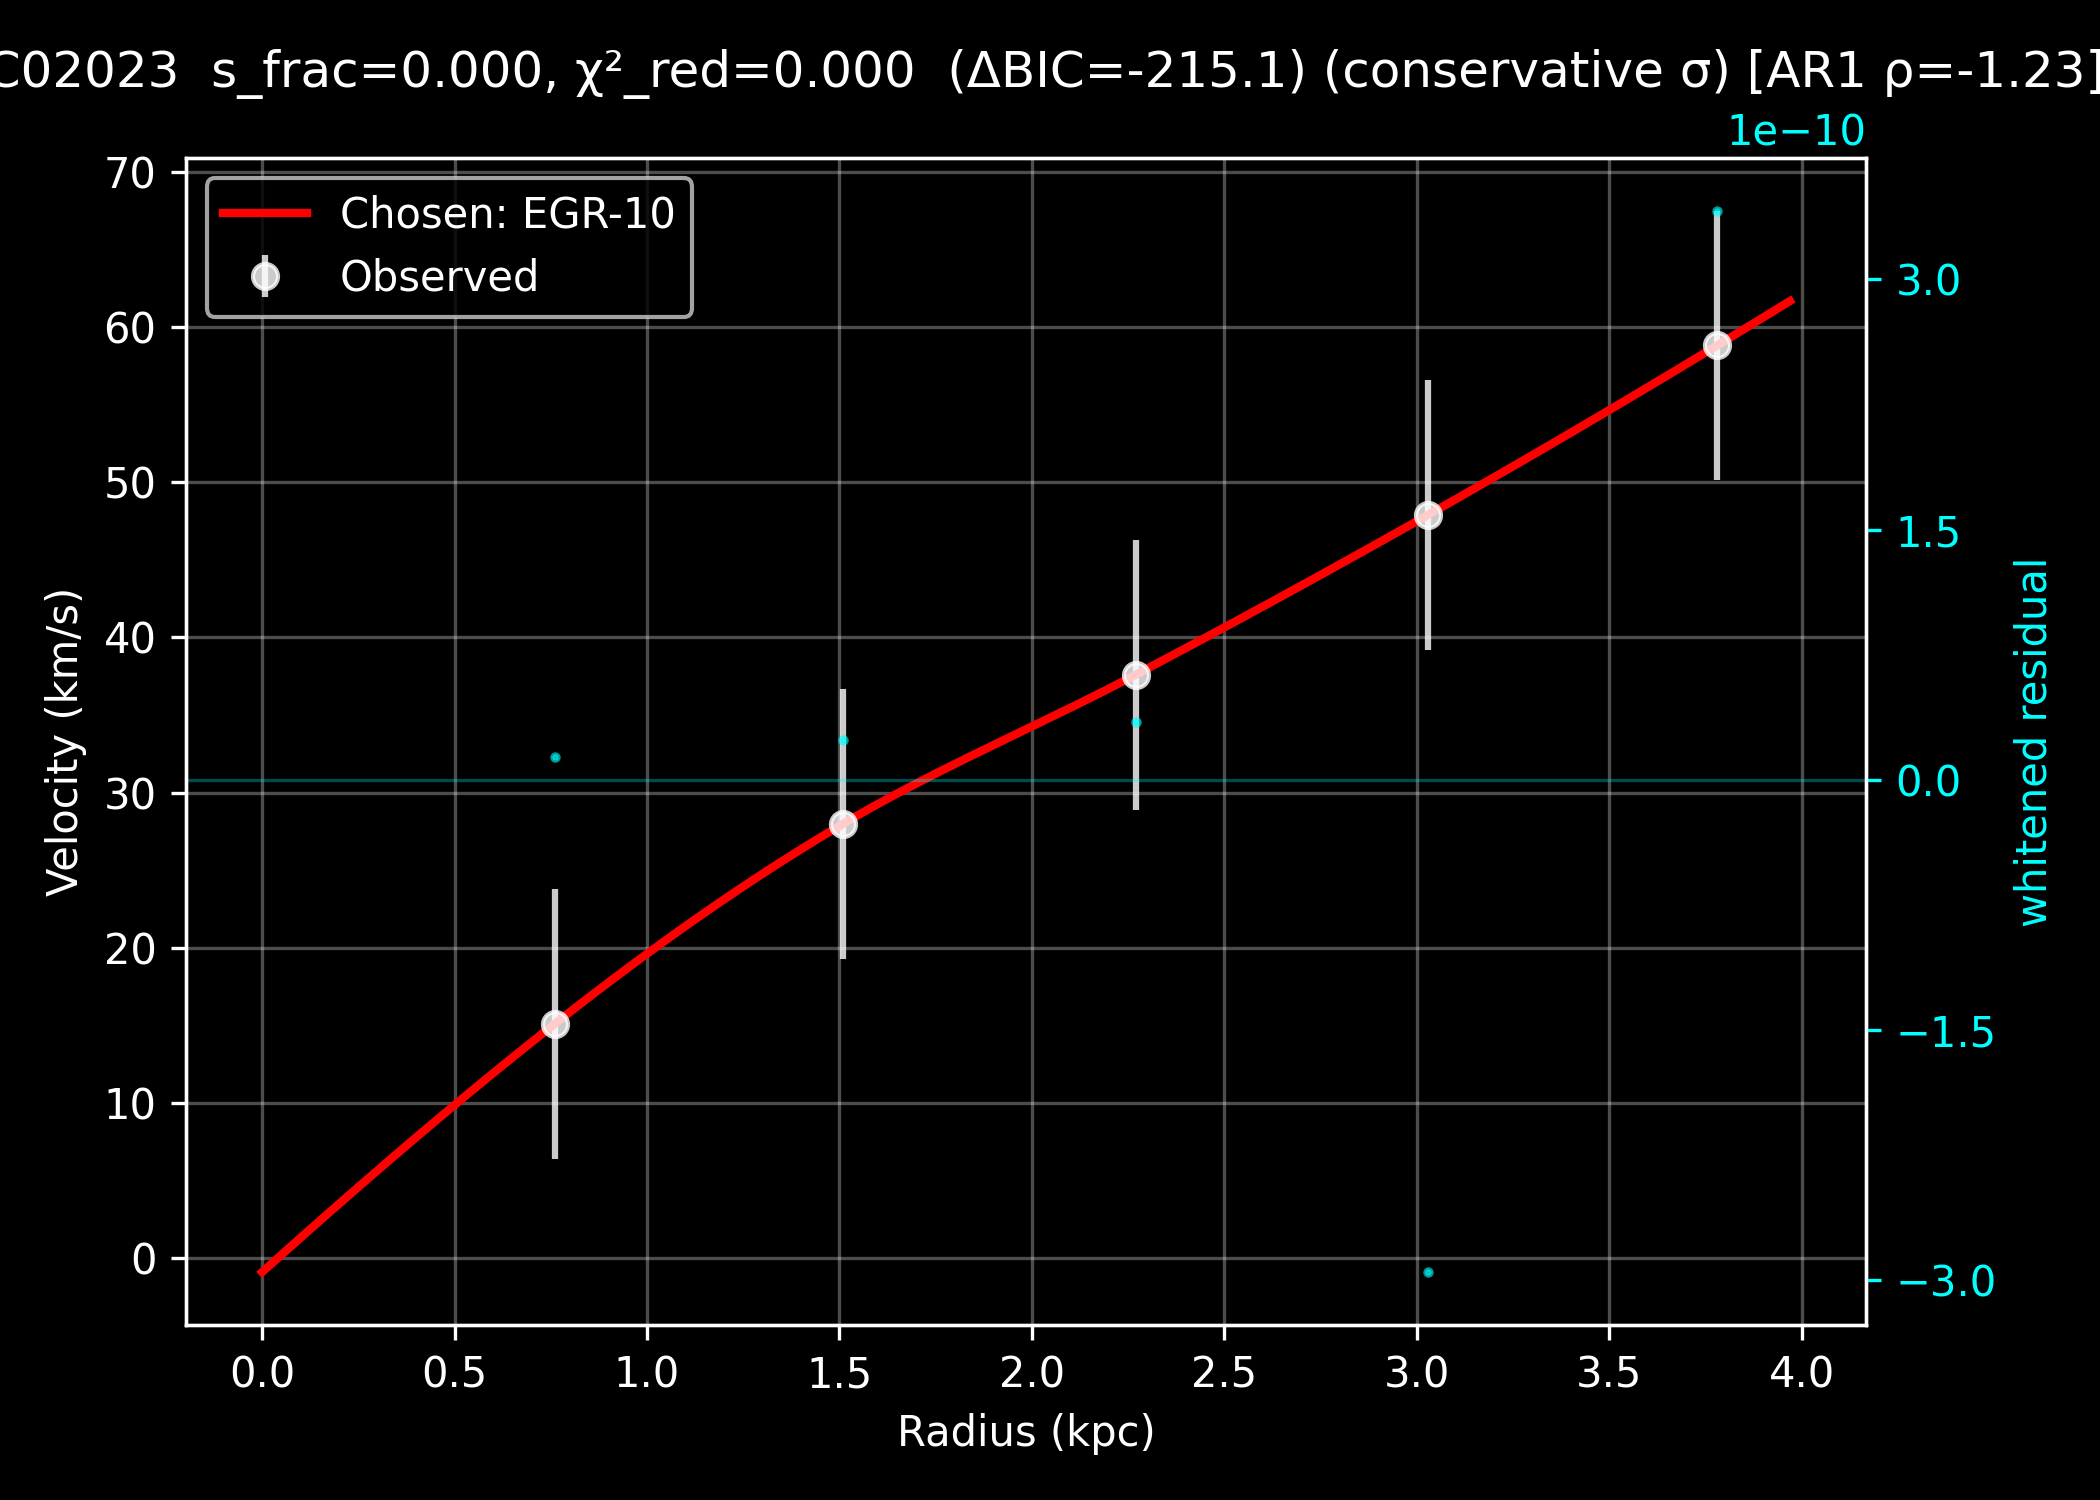 C02023 s_frac=0.000, χ²_red=0.000 (ΔBIC=-215.1) (conservative σ) [AR1 ρ=-1.23]
1e−10
Chosen: EGR-10
Observed
70
60
50
40
30
20
10
0
Velocity (km/s)
3.0
1.5
0.0
−1.5
−3.0
whitened residual
0.0 0.5 1.0 1.5 2.0 2.5 3.0 3.5 4.0
Radius (kpc)